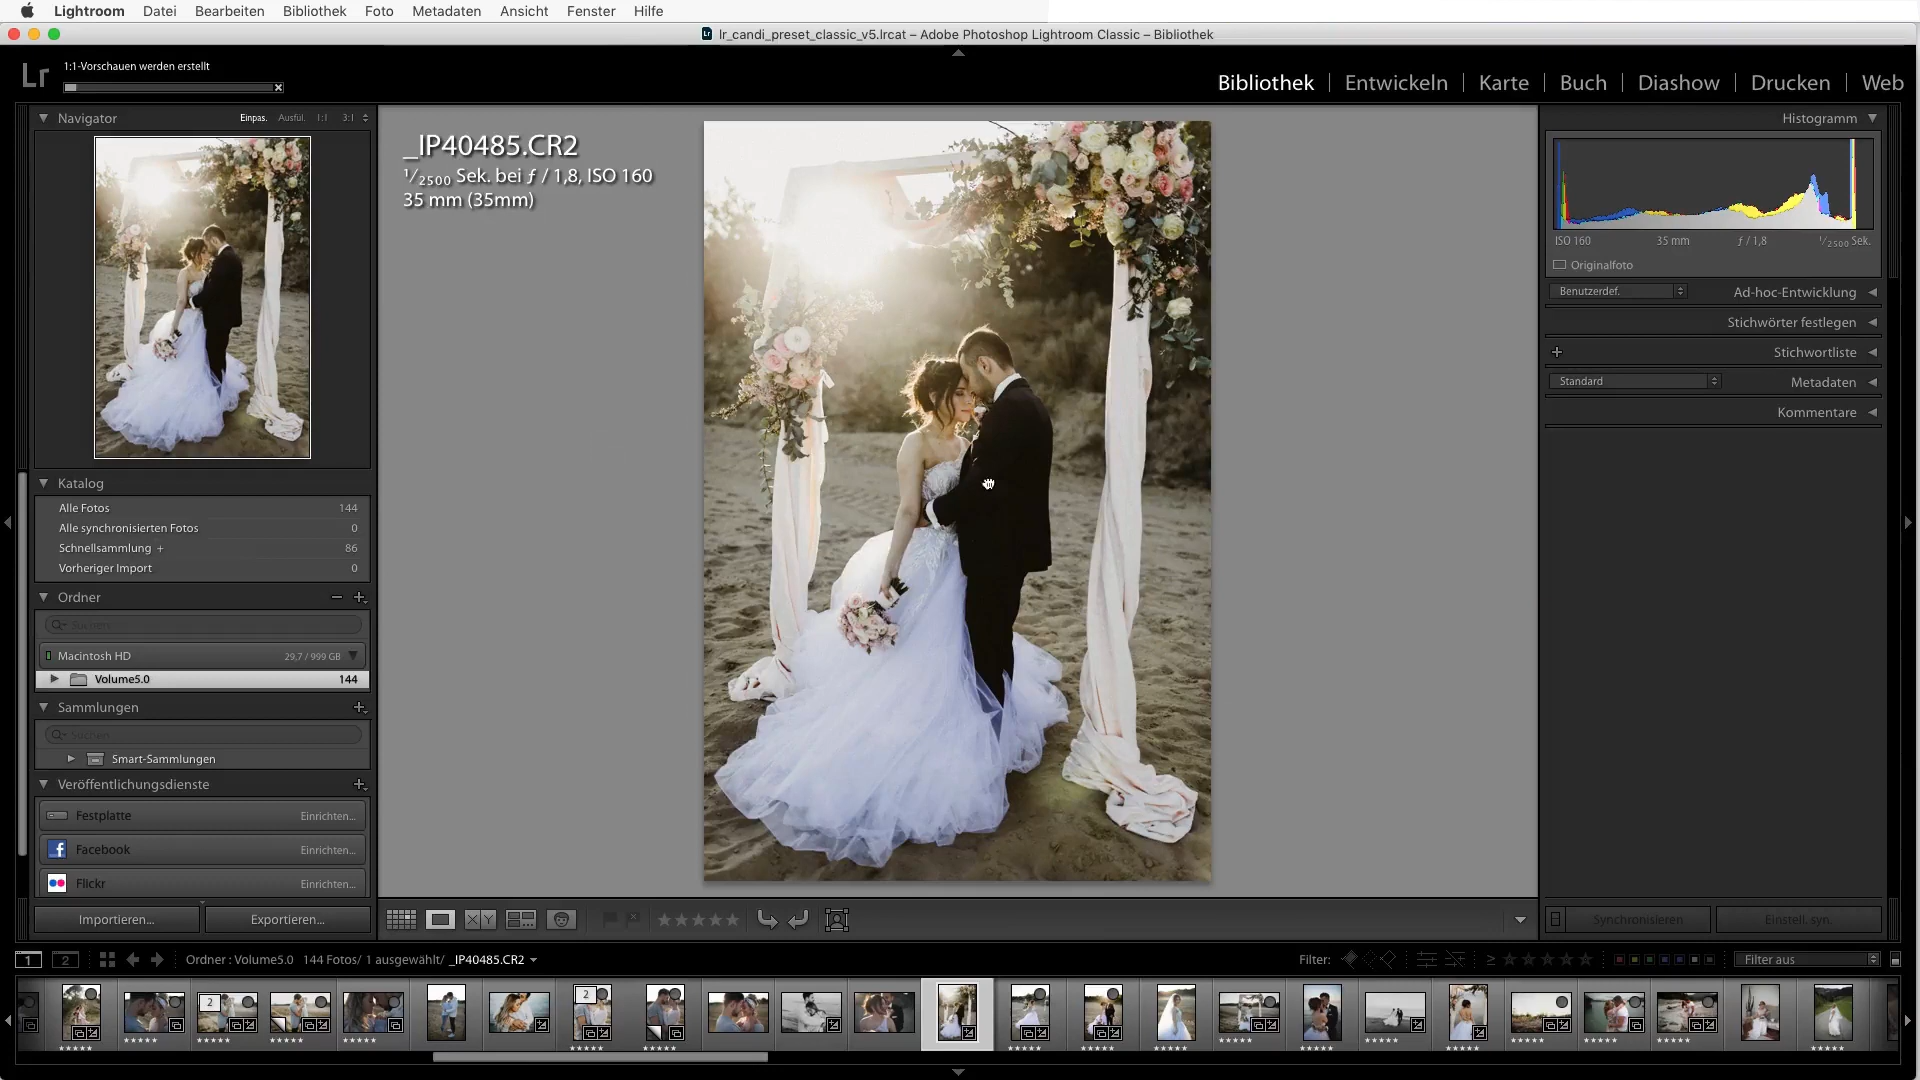 Lightroom Datei Bearbeiten Bibliothek Foto Metadaten Ansicht Fenster Hilfe
lr_candi_preset_classic_v5.lrcat – Adobe Photoshop Lightroom Classic – Bibliothek
Lr 1:1-Vorschauen werden erstellt
Bibliothek Entwickeln Karte Buch Diashow Drucken Web
Navigator Einpas. Ausfül. 1:1 3:1
Histogramm
_IP40485.CR2
1/2500 Sek. bei ƒ / 1,8, ISO 160
35 mm (35mm)
ISO 160 35 mm ƒ / 1,8 1/2500 Sek.
Originalfoto
Benutzerdef. Ad-hoc-Entwicklung
Stichwörter festlegen
Stichwortliste
Standard Metadaten
Kommentare
Katalog
Alle Fotos 144
Alle synchronisierten Fotos 0
Schnellsammlung + 86
Vorheriger Import 0
Ordner
Suchen
Macintosh HD 29,7 / 999 GB
Volume5.0 144
Sammlungen
Suchen
Smart-Sammlungen
Veröffentlichungsdienste
Festplatte Einrichten...
Facebook Einrichten...
Flickr Einrichten...
Importieren... Exportieren...
X Y
Synchronisieren Einstell. syn.
1 2 Ordner : Volume5.0 144 Fotos/ 1 ausgewählt/ _IP40485.CR2
Filter: Filter aus
2 2